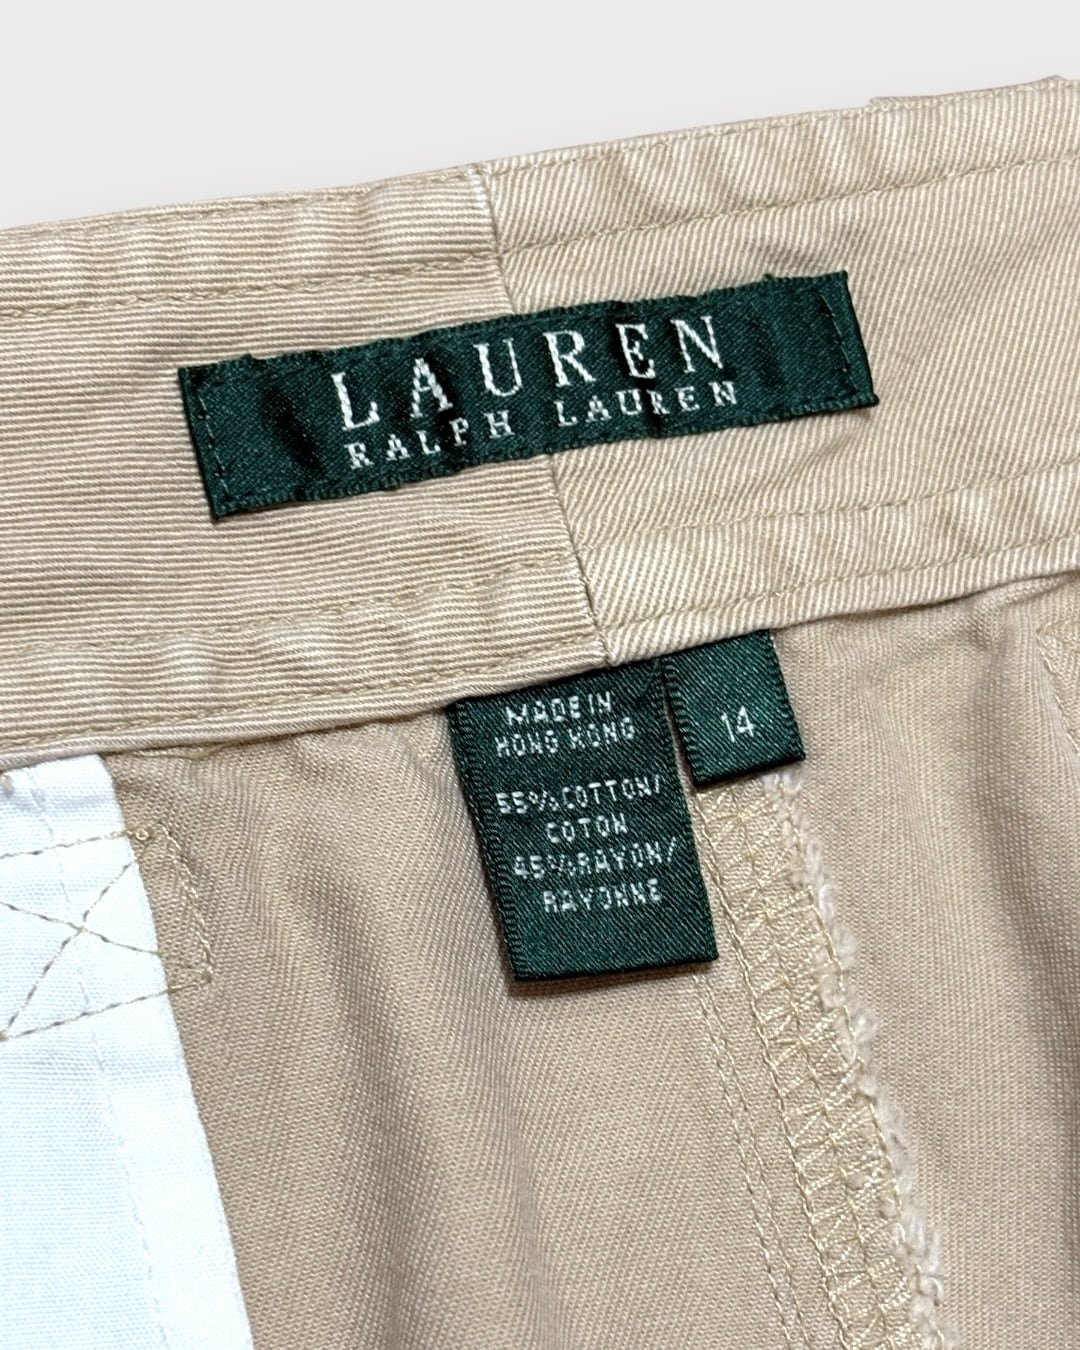 LAUREN
RALPH LAUREN
MADE IN
HONG KONG
14
55%COTTON/
COTON
45%RAYON/
RAYONNE